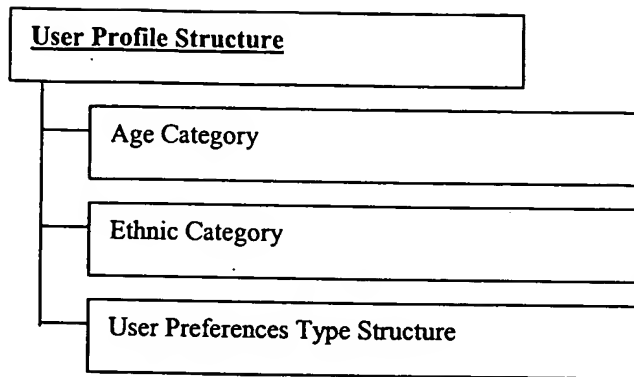 User Profile Structure
Age Category
Ethnic Category
User Preferences Type Structure